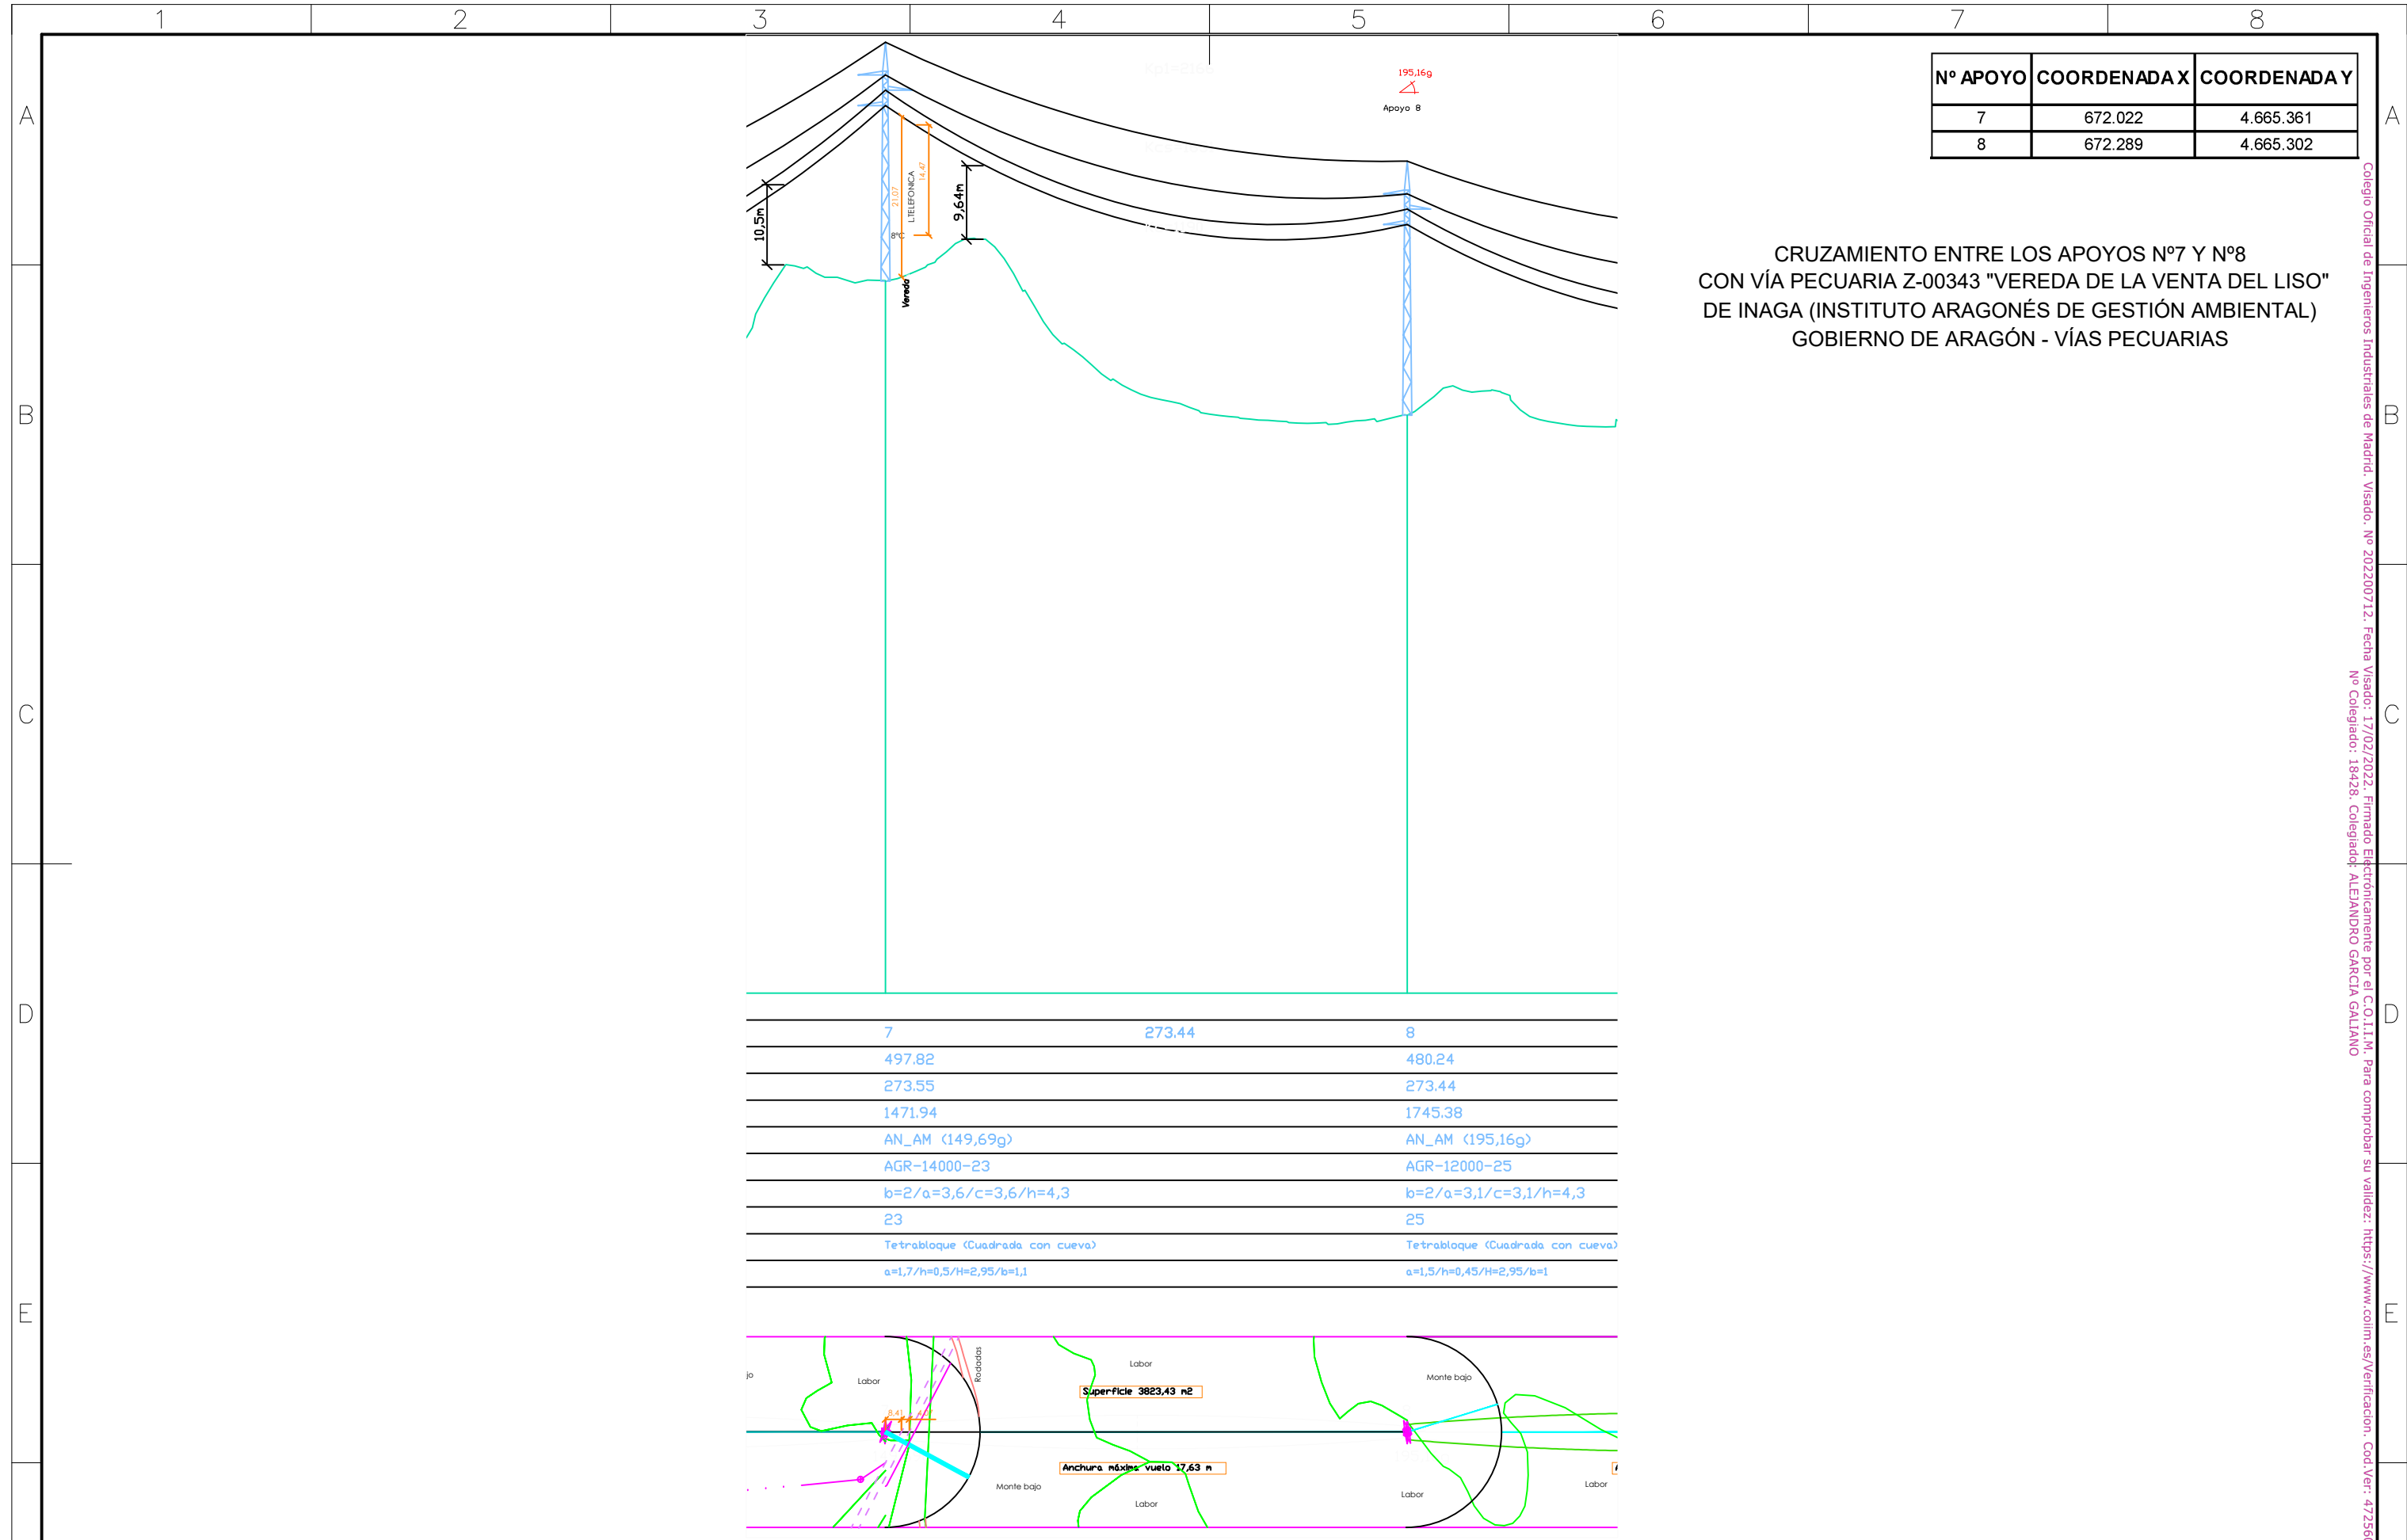 1 2 3 4 5 6 7 8
A
B
C
D
E
A
B
C
D
E
Nº APOYO COORDENADA X COORDENADA Y
7 672.022 4.665.361
8 672.289 4.665.302
CRUZAMIENTO ENTRE LOS APOYOS Nº7 Y Nº8
CON VÍA PECUARIA Z-00343 "VEREDA DE LA VENTA DEL LISO"
DE INAGA (INSTITUTO ARAGONÉS DE GESTIÓN AMBIENTAL)
GOBIERNO DE ARAGÓN - VÍAS PECUARIAS
195,16g
Apoyo 8
10,5m
21,07
L.TELEFONICA
14,47
8ºC
9,64m
Vereda
7 273.44 8
497.82 480.24
273.55 273.44
1471.94 1745.38
AN_AM (149,69g) AN_AM (195,16g)
AGR-14000-23 AGR-12000-25
b=2/a=3,6/c=3,6/h=4,3 b=2/a=3,1/c=3,1/h=4,3
23 25
Tetrabloque (Cuadrada con cueva) Tetrabloque (Cuadrada con cueva)
a=1,7/h=0,5/H=2,95/b=1,1 a=1,5/h=0,45/H=2,95/b=1
jo
Labor
Rodadas
Labor
Superficie 3823,43 m2
Monte bajo
8.41
Anchura máxima vuelo 17,63 m
Monte bajo
Labor
Labor
Labor
Colegio Oficial de Ingenieros Industriales de Madrid. Visado. Nº 202200712. Fecha Visado: 17/02/2022. Firmado Electrónicamente por el C.O.I.I.M. Para comprobar su validez: https://www.coiim.es/Verificacion. Cod.Ver: 47256
Nº Colegiado: 18428. Colegiado: ALEJANDRO GARCIA GALIANO